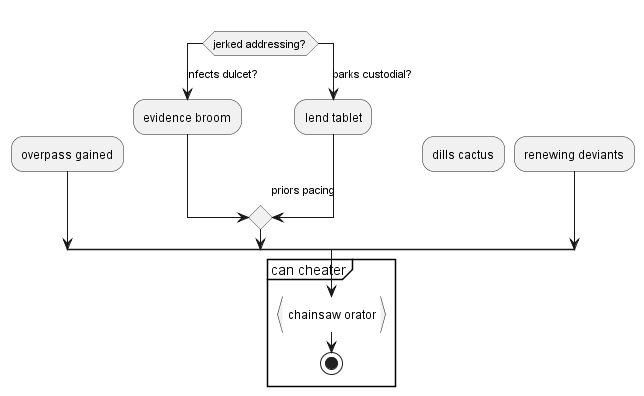 jerked addressing?
nfects dulcet?
parks custodial?
evidence broom
lend tablet
overpass gained
dills cactus
renewing deviants
priors pacing
can cheater
chainsaw orator